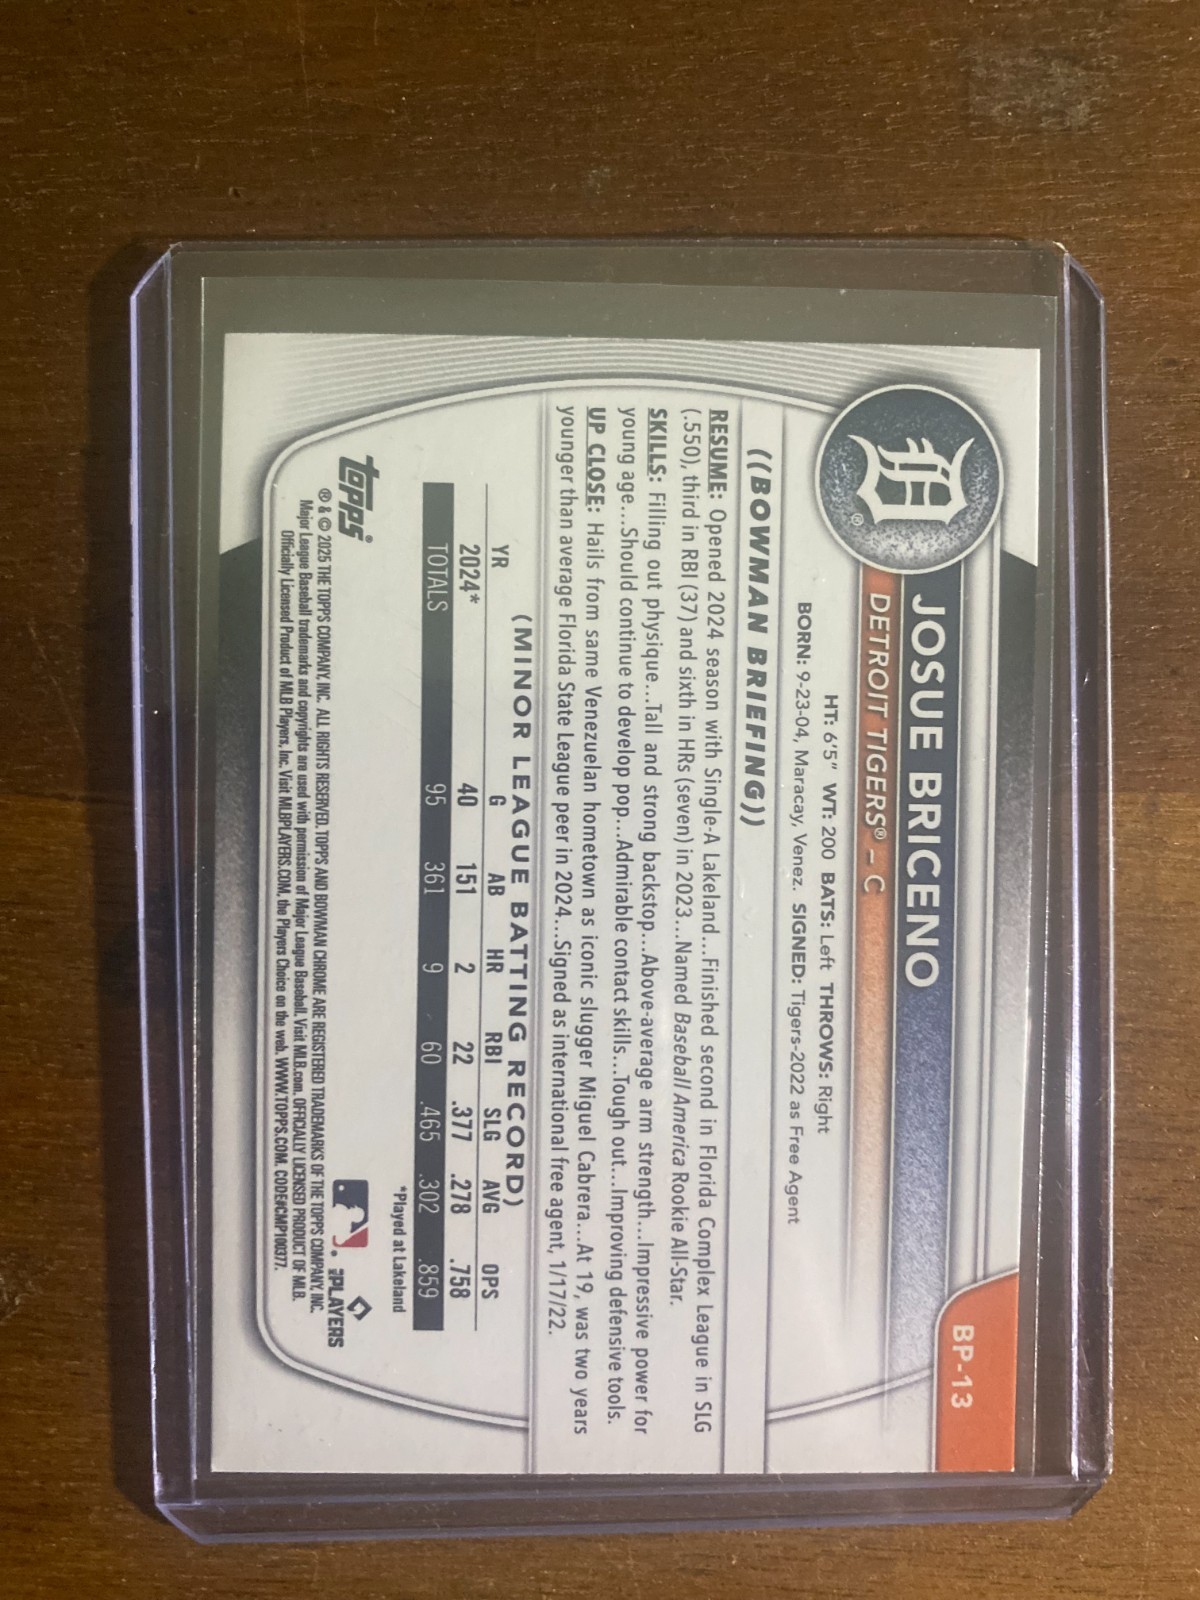 BP-13
JOSUE BRICENO
DETROIT TIGERS® – C
HT: 6'5" WT: 200 BATS: Left THROWS: Right
BORN: 9-23-04, Maracay, Venez. SIGNED: Tigers-2022 as Free Agent
((BOWMAN BRIEFING))
RESUME: Opened 2024 season with Single-A Lakeland...Finished second in Florida Complex League in SLG
(.550), third in RBI (37) and sixth in HRs (seven) in 2023...Named Baseball America Rookie All-Star.
SKILLS: Filling out physique...Tall and strong backstop...Above-average arm strength...Impressive power for
young age...Should continue to develop pop...Admirable contact skills...Tough out...Improving defensive tools.
UP CLOSE: Hails from same Venezuelan hometown as iconic slugger Miguel Cabrera...At 19, was two years
younger than average Florida State League peer in 2024...Signed as international free agent, 1/17/22.
(MINOR LEAGUE BATTING RECORD)
YR G AB HR RBI SLG AVG OPS
2024* 40 151 2 22 .377 .278 .758
TOTALS 95 361 9 60 .465 .302 .859
*Played at Lakeland
topps®
PLAYERS
® & © 2025 THE TOPPS COMPANY, INC. ALL RIGHTS RESERVED. TOPPS AND BOWMAN CHROME ARE REGISTERED TRADEMARKS OF THE TOPPS COMPANY, INC.
Major League Baseball trademarks and copyrights are used with permission of Major League Baseball. Visit MLB.com. OFFICIALLY LICENSED PRODUCT OF MLB.
Officially Licensed Product of MLB Players, Inc. Visit MLBPLAYERS.COM, the Players Choice on the web. WWW.TOPPS.COM. CODE#CMP100377.